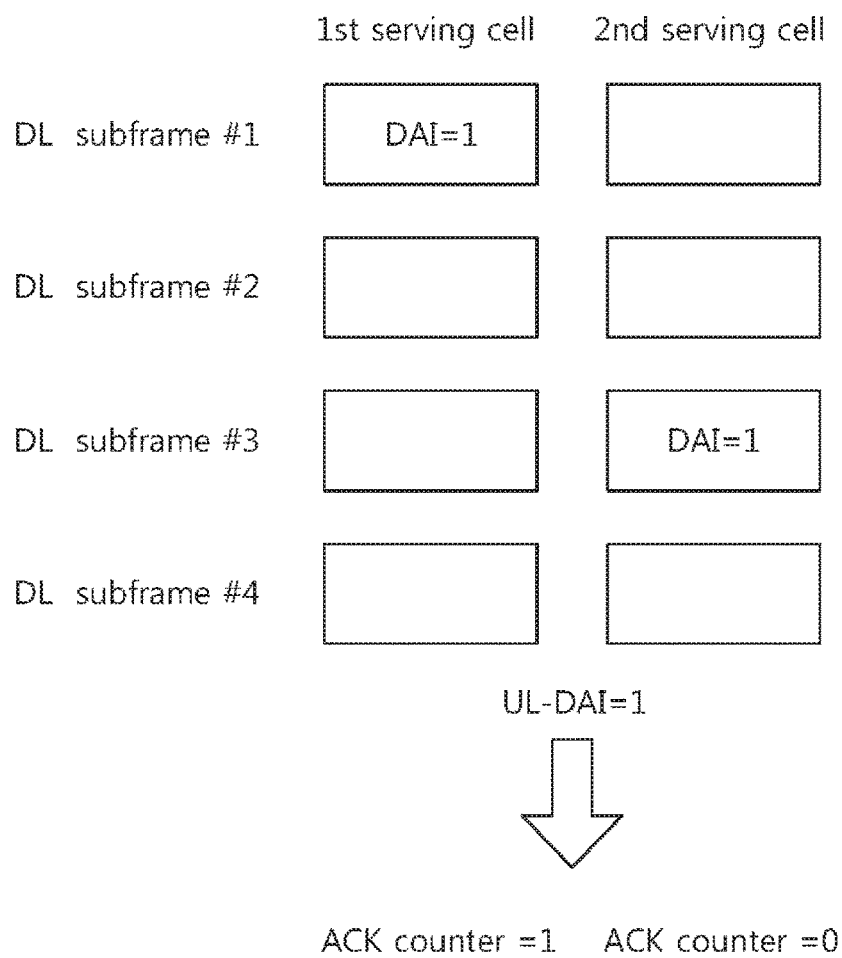 1st serving cell 2nd serving cell
DL subframe #1 DAI=1
DL subframe #2
DL subframe #3 DAI=1
DL subframe #4
UL-DAI=1
ACK counter =1 ACK counter =0